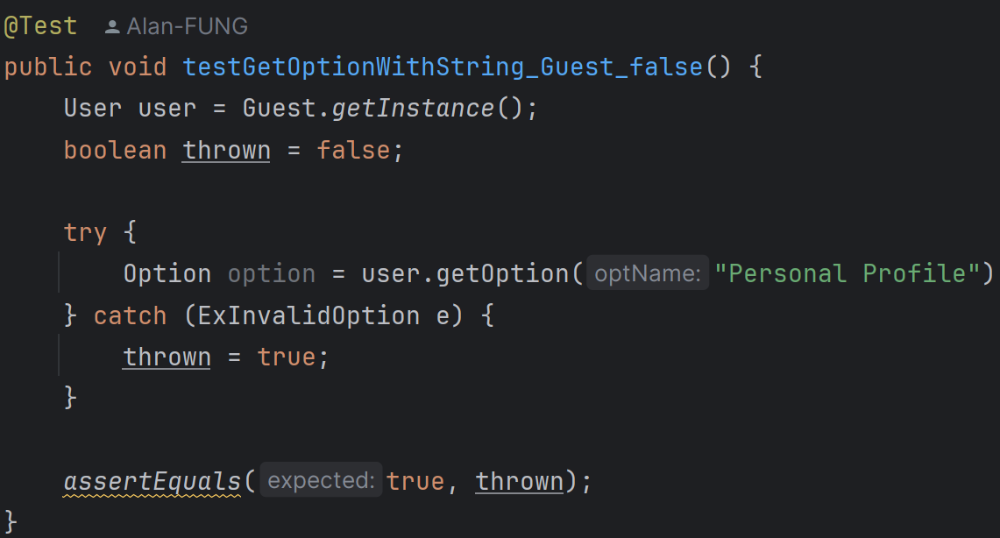 @Test Alan-FUNG
public void testGetOptionWithString_Guest_false() {
User user = Guest.getInstance();
boolean thrown = false;
try {
Option option = user.getOption( optName: "Personal Profile")
} catch (ExInvalidOption e) {
thrown = true;
}
assertEquals( expected: true, thrown);
}